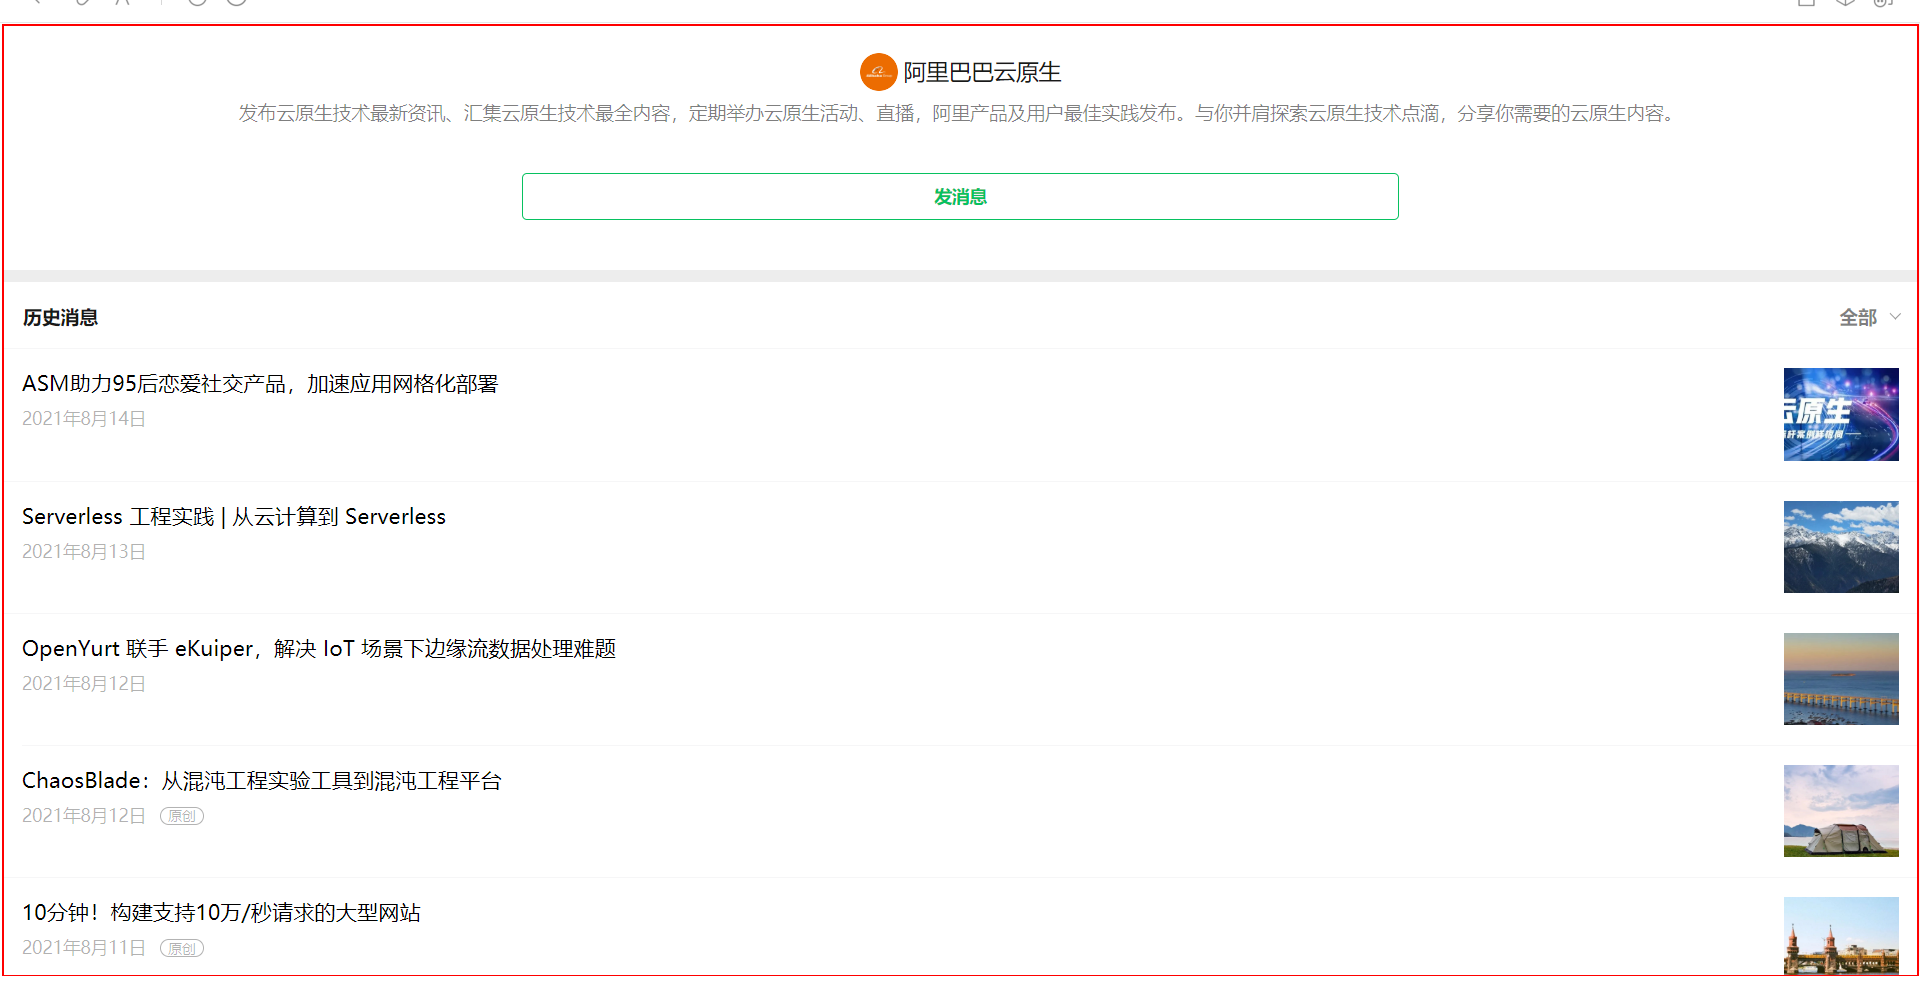 阿里巴巴云原生
发布云原生技术最新资讯、汇集云原生技术最全内容，定期举办云原生活动、直播，阿里产品及用户最佳实践发布。与你并肩探索云原生技术点滴，分享你需要的云原生内容。
发消息
历史消息
全部
ASM助力95后恋爱社交产品，加速应用网格化部署
2021年8月14日
云原生
Serverless 工程实践 | 从云计算到 Serverless
2021年8月13日
OpenYurt 联手 eKuiper，解决 IoT 场景下边缘流数据处理难题
2021年8月12日
ChaosBlade：从混沌工程实验工具到混沌工程平台
2021年8月12日 原创
10分钟！构建支持10万/秒请求的大型网站
2021年8月11日 原创